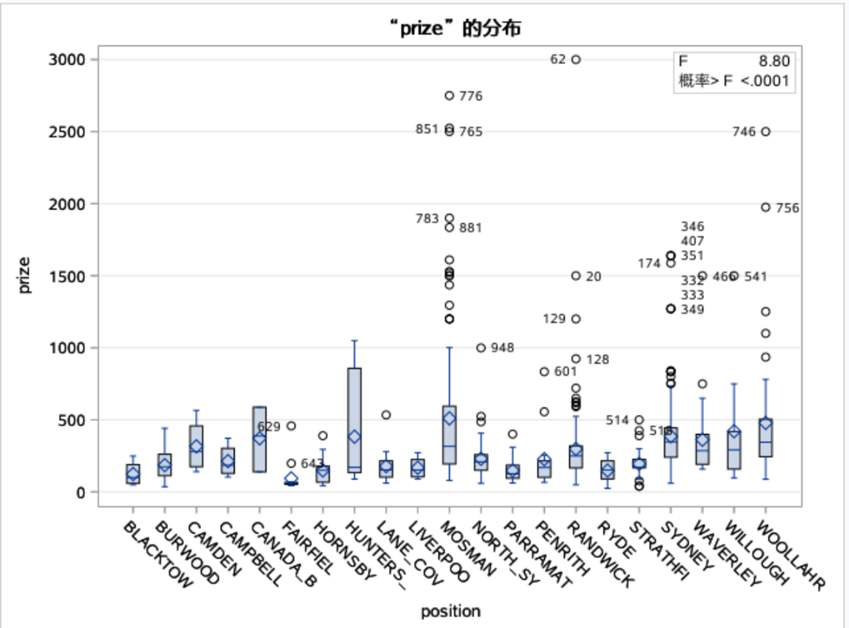 “prize”的分布
F 8.80
概率> F <.0001
prize
3000
2500
2000
1500
1000
500
0
62
776
851
765
746
783
881
756
346
407
351
174
20
332
466
541
333
349
129
948
128
601
629
643
514
518
BLACKTOW
BURWOOD
CAMDEN
CAMPBELL
CANADA_B
FAIRFIEL
HORNSBY
HUNTERS_
LANE_COV
LIVERPOO
MOSMAN
NORTH_SY
PARRAMAT
PENRITH
RANDWICK
RYDE
STRATHFI
SYDNEY
WAVERLEY
WILLOUGH
WOOLLAHR
position